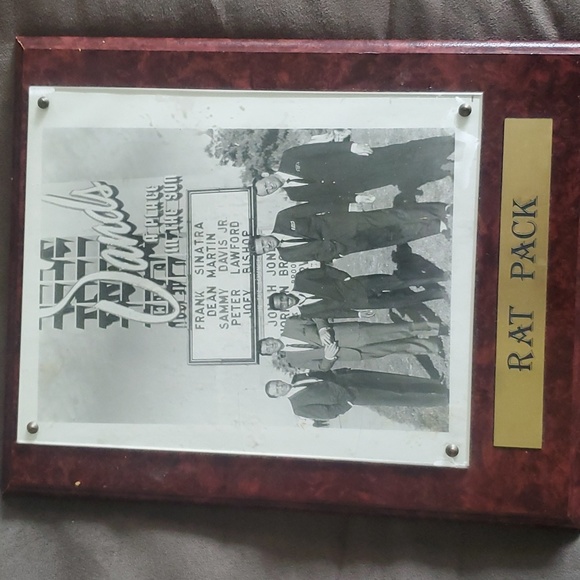 Sands
A PLACE
IN THE SUN
FRANK SINATRA
DEAN MARTIN
SAMMY DAVIS JR
PETER LAWFORD
JOEY BISHOP
RAT PACK